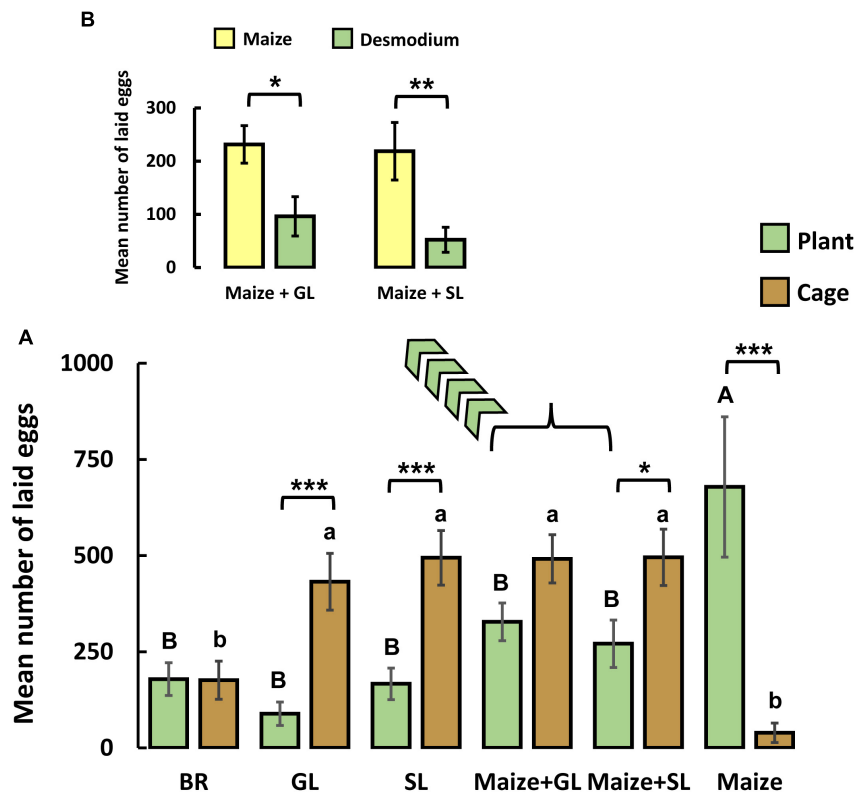 B
Maize Desmodium
Mean number of laid eggs
300
200
100
0
* **
Maize + GL Maize + SL
Plant
Cage
A
Mean number of laid eggs
1000
750
500
250
0
*** *** * ***
B b B a B a B a B a A b
BR GL SL Maize+GL Maize+SL Maize